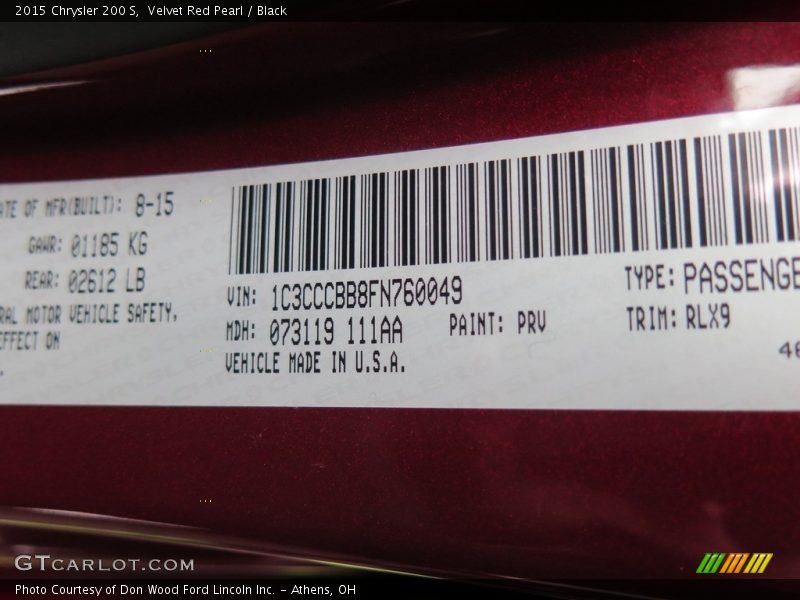 2015 Chrysler 200 S, Velvet Red Pearl / Black
ATE OF MFR(BUILT): 8-15
GAWR: 01185 KG
REAR: 02612 LB
RAL MOTOR VEHICLE SAFETY,
EFFECT ON
VIN: 1C3CCCBB8FN760049
TYPE: PASSENGE
MDH: 073119 111AA
PAINT: PRV
TRIM: RLX9
VEHICLE MADE IN U.S.A.
GTCARLOT.COM
Photo Courtesy of Don Wood Ford Lincoln Inc. - Athens, OH